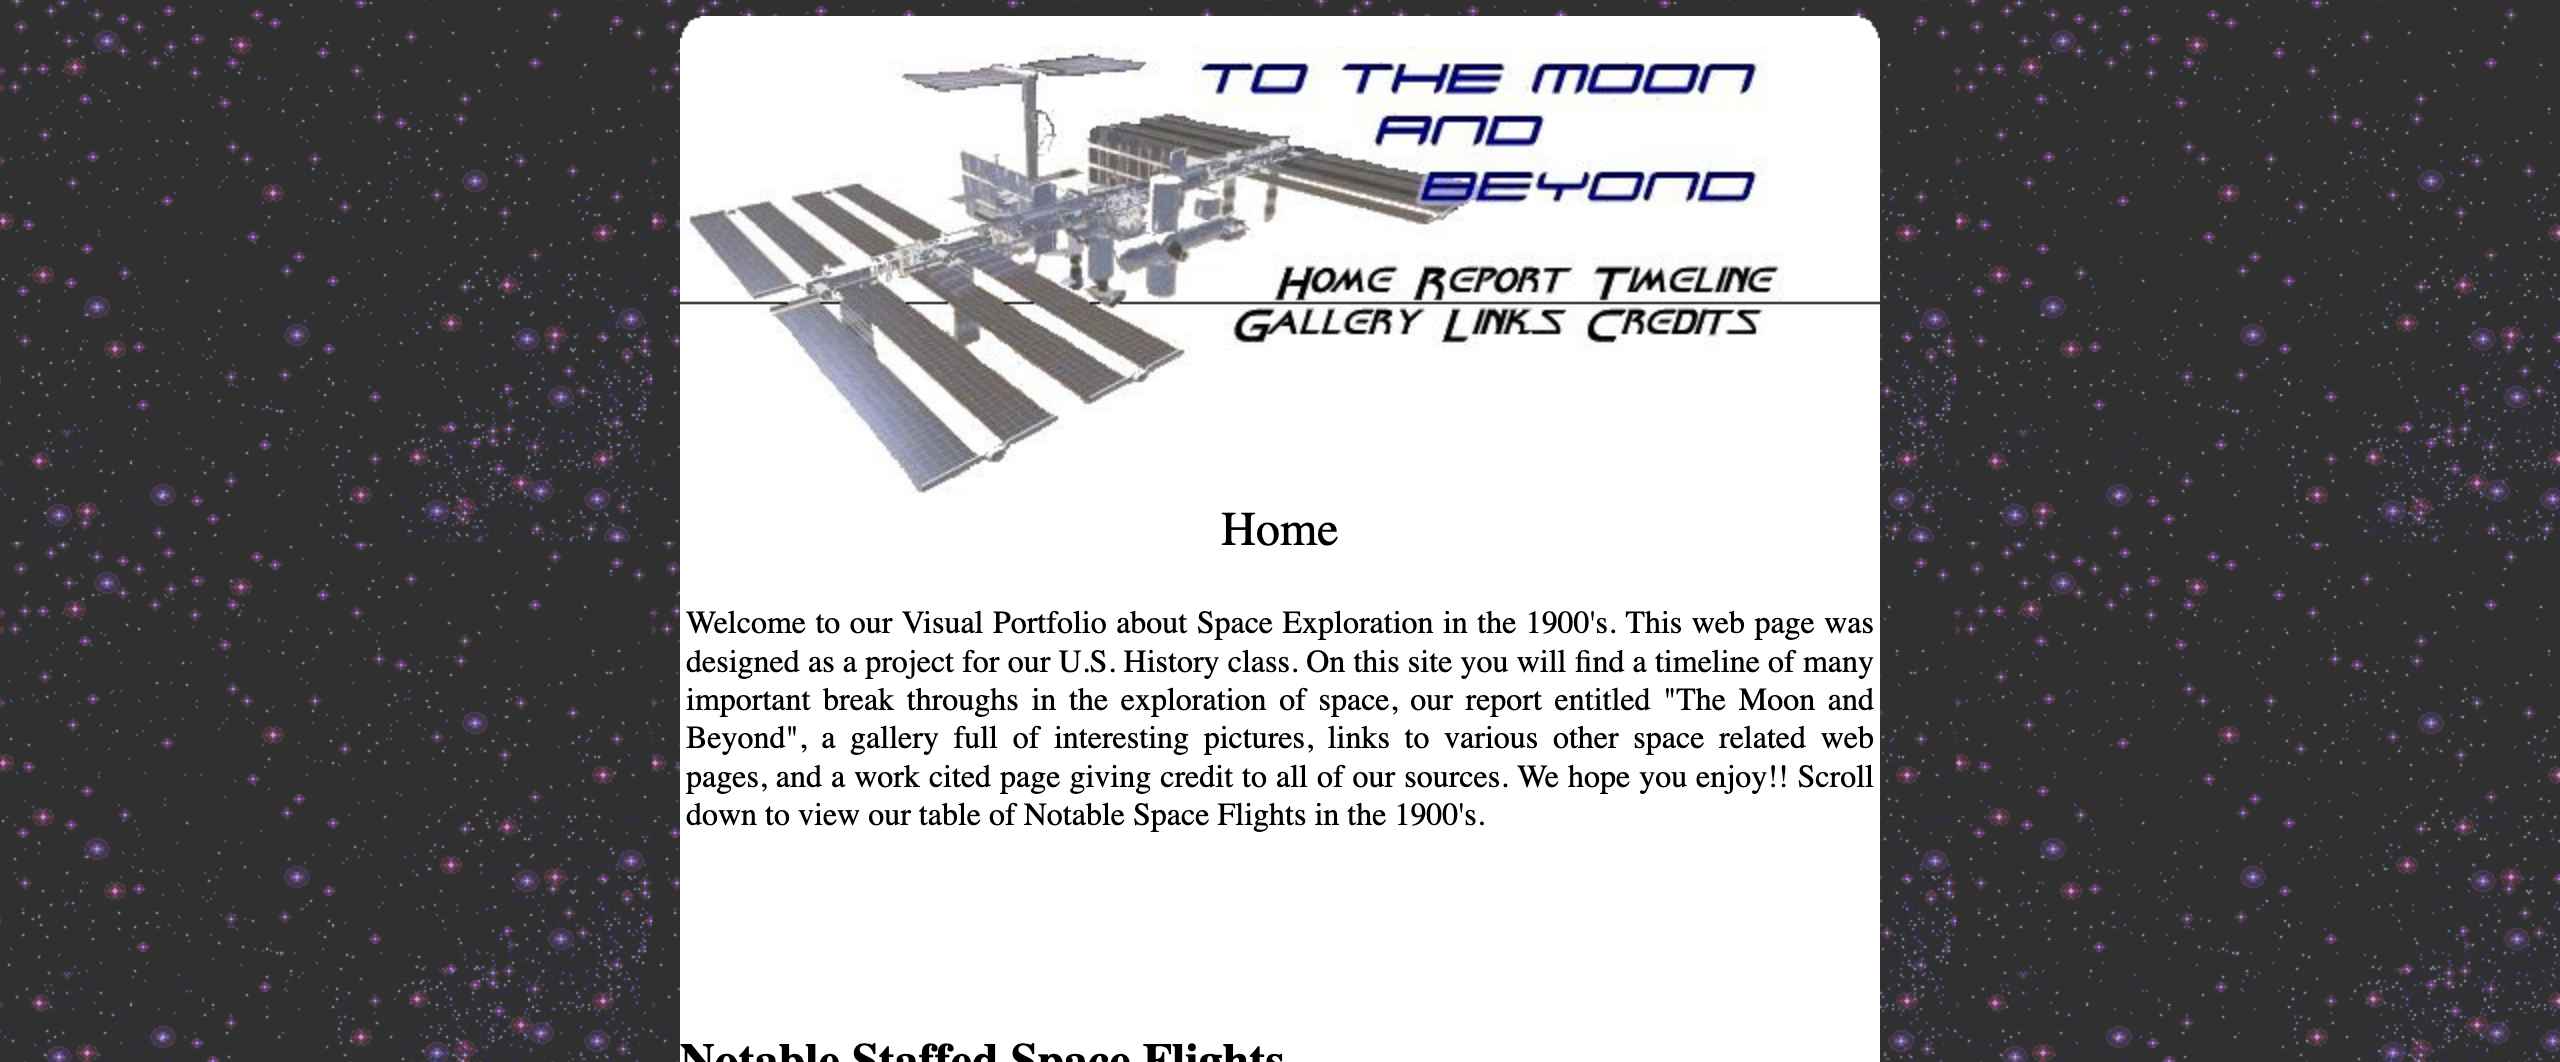 TO THE MOON
AND
BEYOND
HOME REPORT TIMELINE
GALLERY LINKS CREDITS
Home
Welcome to our Visual Portfolio about Space Exploration in the 1900's. This web page was
designed as a project for our U.S. History class. On this site you will find a timeline of many
important break throughs in the exploration of space, our report entitled "The Moon and
Beyond", a gallery full of interesting pictures, links to various other space related web
pages, and a work cited page giving credit to all of our sources. We hope you enjoy!! Scroll
down to view our table of Notable Space Flights in the 1900's.
Notable Staffed Space Flights